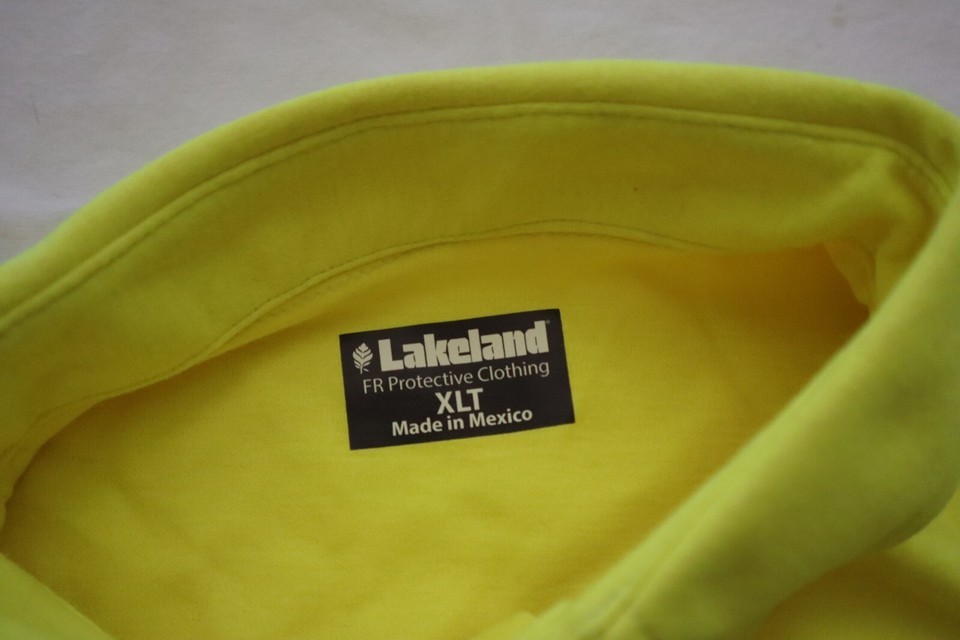 Lakeland®
FR Protective Clothing
XLT
Made in Mexico